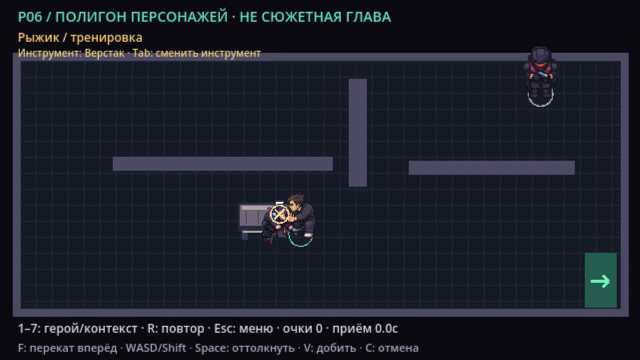 P06 / ПОЛИГОН ПЕРСОНАЖЕЙ · НЕ СЮЖЕТНАЯ ГЛАВА
Рыжик / тренировка
Инструмент: Верстак · Tab: сменить инструмент
1–7: герой/контекст · R: повтор · Esc: меню · очки 0 · приём 0.0с
F: перекат вперёд · WASD/Shift · Space: оттолкнуть · V: добить · C: отмена